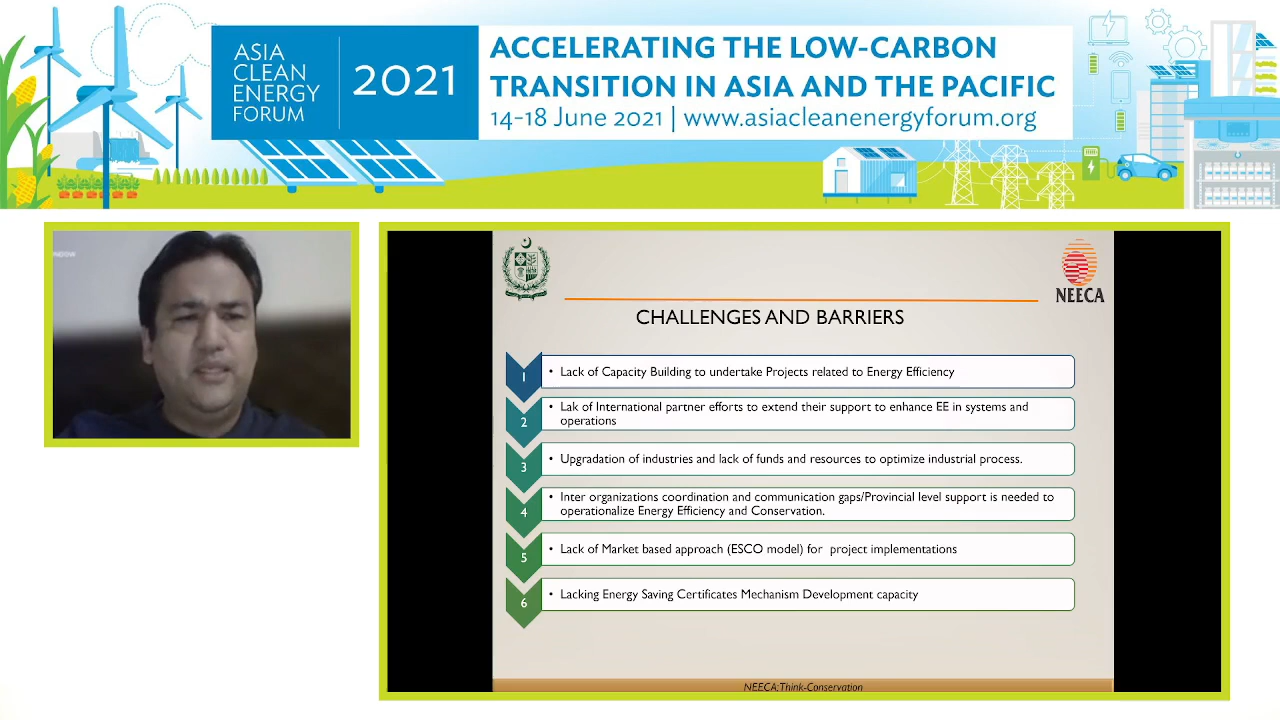 ASIA
CLEAN
ENERGY
FORUM
2021
ACCELERATING THE LOW-CARBON
TRANSITION IN ASIA AND THE PACIFIC
14-18 June 2021 | www.asiacleanenergyforum.org
NEECA
CHALLENGES AND BARRIERS
1
• Lack of Capacity Building to undertake Projects related to Energy Efficiency
2
• Lak of International partner efforts to extend their support to enhance EE in systems and
operations
3
• Upgradation of industries and lack of funds and resources to optimize industrial process.
4
• Inter organizations coordination and communication gaps/Provincial level support is needed to
operationalize Energy Efficiency and Conservation.
5
• Lack of Market based approach (ESCO model) for project implementations
6
• Lacking Energy Saving Certificates Mechanism Development capacity
NEECA:Think-Conservation